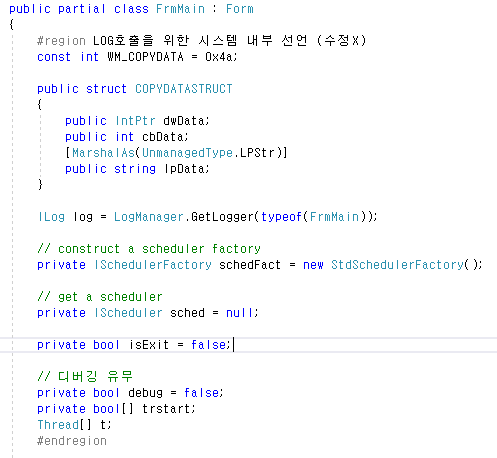 public partial class FrmMain : Form
{
#region LOG호출을 위한 시스템 내부 선언 (수정X)
const int WM_COPYDATA = 0x4a;
public struct COPYDATASTRUCT
{
public IntPtr dwData;
public int cbData;
[MarshalAs(UnmanagedType.LPStr)]
public string lpData;
}
ILog log = LogManager.GetLogger(typeof(FrmMain));
// construct a scheduler factory
private ISchedulerFactory schedFact = new StdSchedulerFactory();
// get a scheduler
private IScheduler sched = null;
private bool isExit = false;
// 디버깅 유무
private bool debug = false;
private bool[] trstart;
Thread[] t;
#endregion